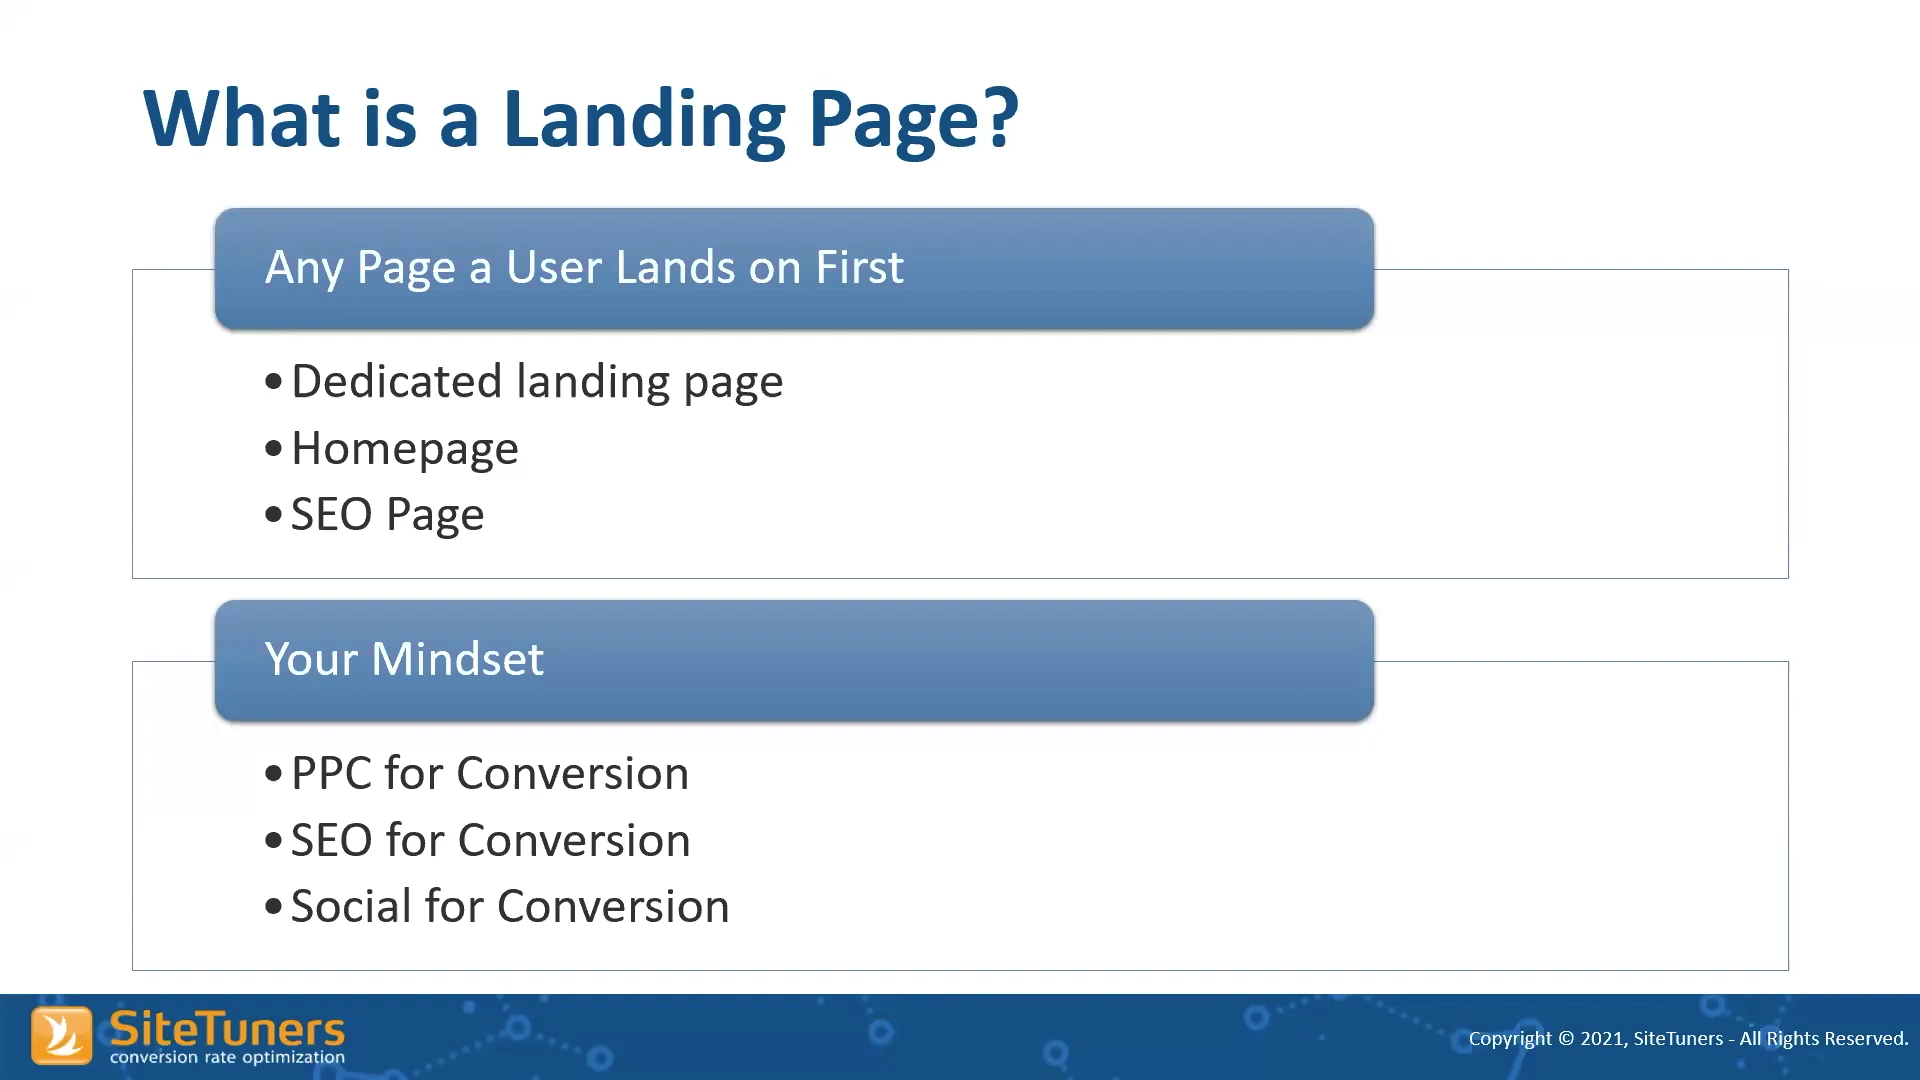 What is a Landing Page?
Any Page a User Lands on First
•Dedicated landing page
•Homepage
•SEO Page
Your Mindset
•PPC for Conversion
•SEO for Conversion
•Social for Conversion
SiteTuners
conversion rate optimization
Copyright © 2021, SiteTuners - All Rights Reserved.